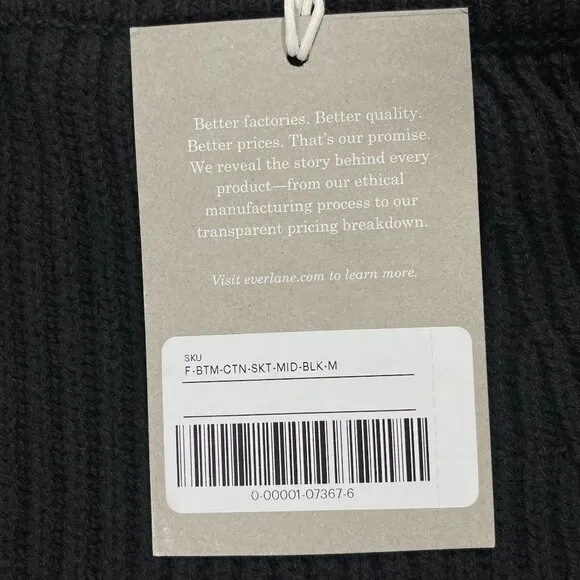 Better factories. Better quality.
Better prices. That's our promise.
We reveal the story behind every
product—from our ethical
manufacturing process to our
transparent pricing breakdown.
Visit everlane.com to learn more.
SKU
F-BTM-CTN-SKT-MID-BLK-M
0-00001-07367-6